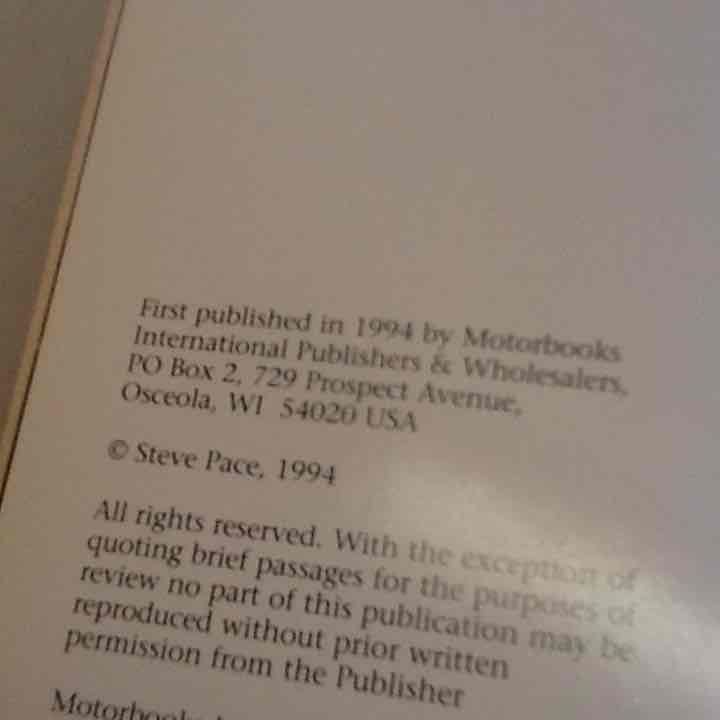 First published in 1994 by Motorbooks
International Publishers & Wholesalers,
PO Box 2, 729 Prospect Avenue,
Osceola, WI 54020 USA
© Steve Pace, 1994
All rights reserved. With the exception of
quoting brief passages for the purposes of
review no part of this publication may be
reproduced without prior written
permission from the Publisher
Motorbooks